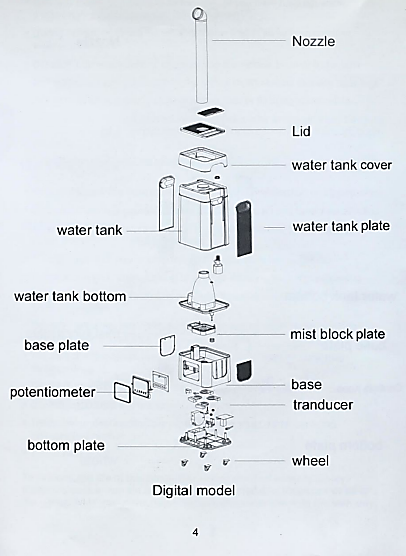 Nozzle
Lid
water tank cover
water tank plate
water tank
water tank bottom
mist block plate
base plate
base
potentiometer
tranducer
bottom plate
wheel
Digital model
4